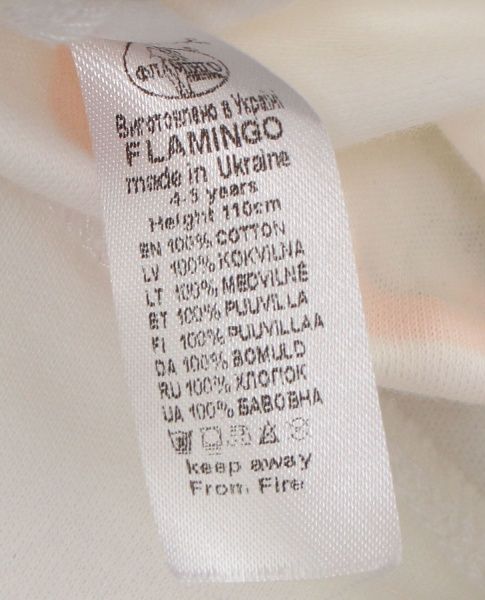 ФЛАМІНГО
Виготовлено в Україні
FLAMINGO
made in Ukraine
4-5 years
Height 110cm
EN 100% COTTON
LV 100% KOKVILNA
LT 100% MEDVILNĖ
ET 100% PUUVILLA
FI 100% PUUVILLAA
DA 100% BOMULD
RU 100% ХЛОПОК
UA 100% БАВОВНА
keep away
From Fire